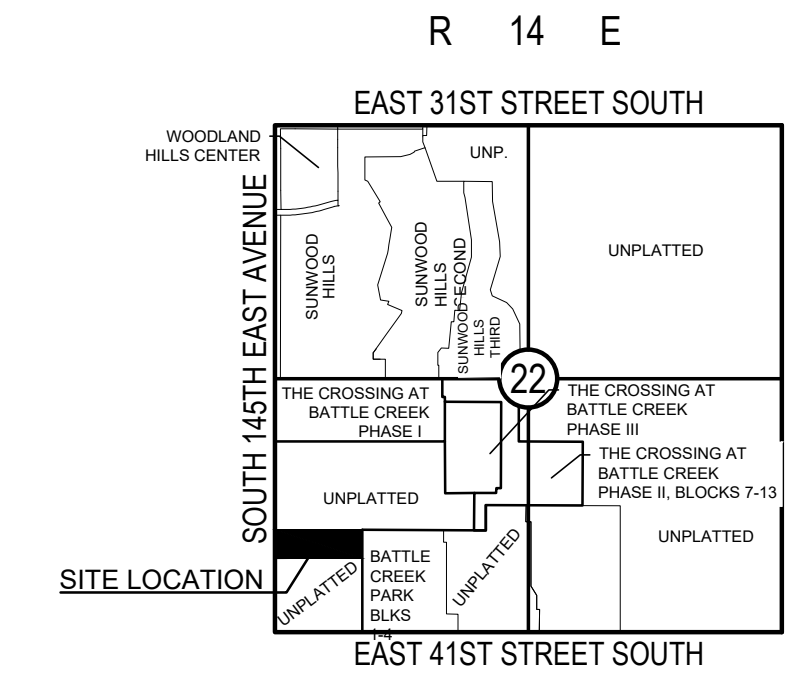 R 14 E
EAST 31ST STREET SOUTH
WOODLAND
HILLS CENTER
UNP.
SOUTH 145TH EAST AVENUE
SUNWOOD
HILLS
SUNWOOD
HILLS
SECOND
SUNWOOD
HILLS
THIRD
UNPLATTED
22
THE CROSSING AT
BATTLE CREEK
PHASE I
THE CROSSING AT
BATTLE CREEK
PHASE III
THE CROSSING AT
BATTLE CREEK
PHASE II, BLOCKS 7-13
UNPLATTED
UNPLATTED
SITE LOCATION
UNPLATTED
BATTLE
CREEK
PARK
BLKS
1-4
UNPLATTED
EAST 41ST STREET SOUTH